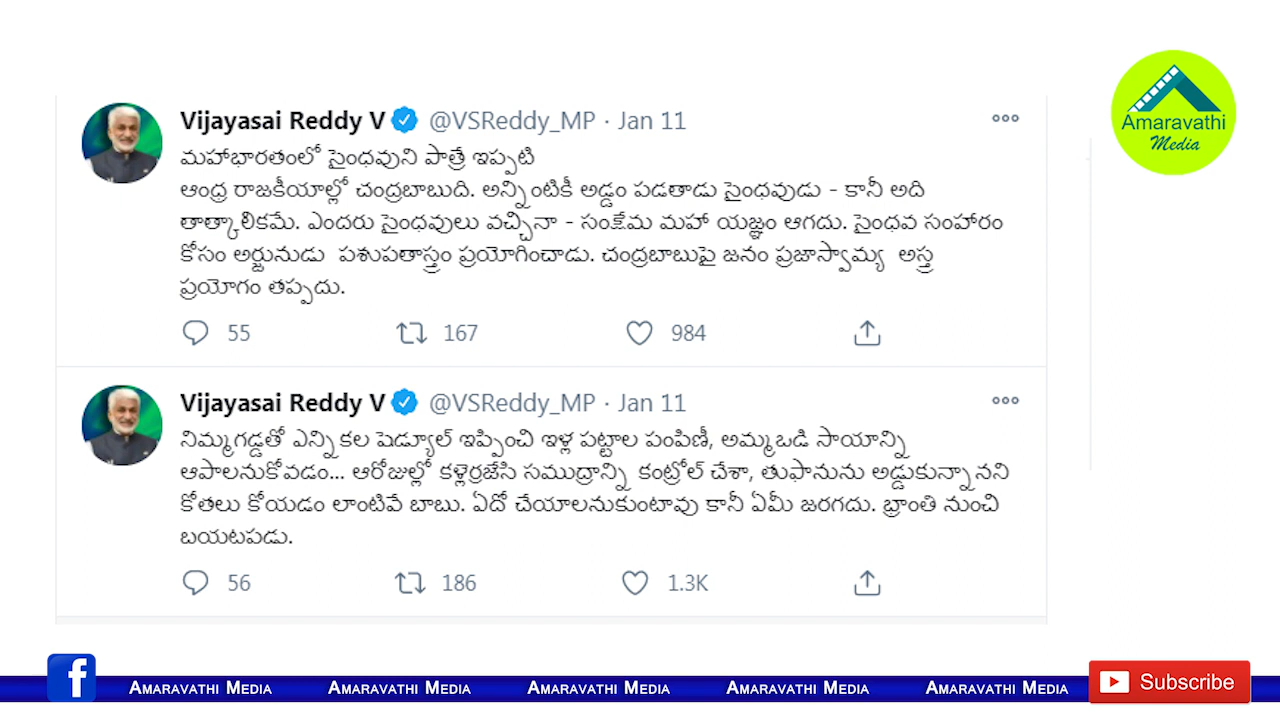 Amaravathi
Media
Vijayasai Reddy V @VSReddy_MP · Jan 11
మహాభారతంలో సైంధవుని పాత్రే ఇప్పటి
ఆంధ్ర రాజకీయాల్లో చంద్రబాబుది. అన్నింటికీ అడ్డం పడతాడు సైంధవుడు - కానీ అది
తాత్కాలికమే. ఎందరు సైంధవులు వచ్చినా - సంక్షేమ మహా యజ్ఞం ఆగదు. సైంధవ సంహారం
కోసం అర్జునుడు పశుపతాస్త్రం ప్రయోగించాడు. చంద్రబాబుపై జనం ప్రజాస్వామ్య అస్త్ర
ప్రయోగం తప్పదు.
55 167 984
Vijayasai Reddy V @VSReddy_MP · Jan 11
నిమ్మగడ్డతో ఎన్నికల షెడ్యూల్ ఇప్పించి ఇళ్ల పట్టాల పంపిణీ, అమ్మఒడి సాయాన్ని
ఆపాలనుకోవడం... ఆరోజుల్లో కళ్లెర్రజేసి సముద్రాన్ని కంట్రోల్ చేశా, తుఫానును అడ్డుకున్నానని
కోతలు కోయడం లాంటివే బాబు. ఏదో చేయాలనుకుంటావు కానీ ఏమీ జరగదు. భ్రాంతి నుంచి
బయటపడు.
56 186 1.3K
f Amaravathi Media Amaravathi Media Amaravathi Media Amaravathi Media Amaravathi Media Subscribe